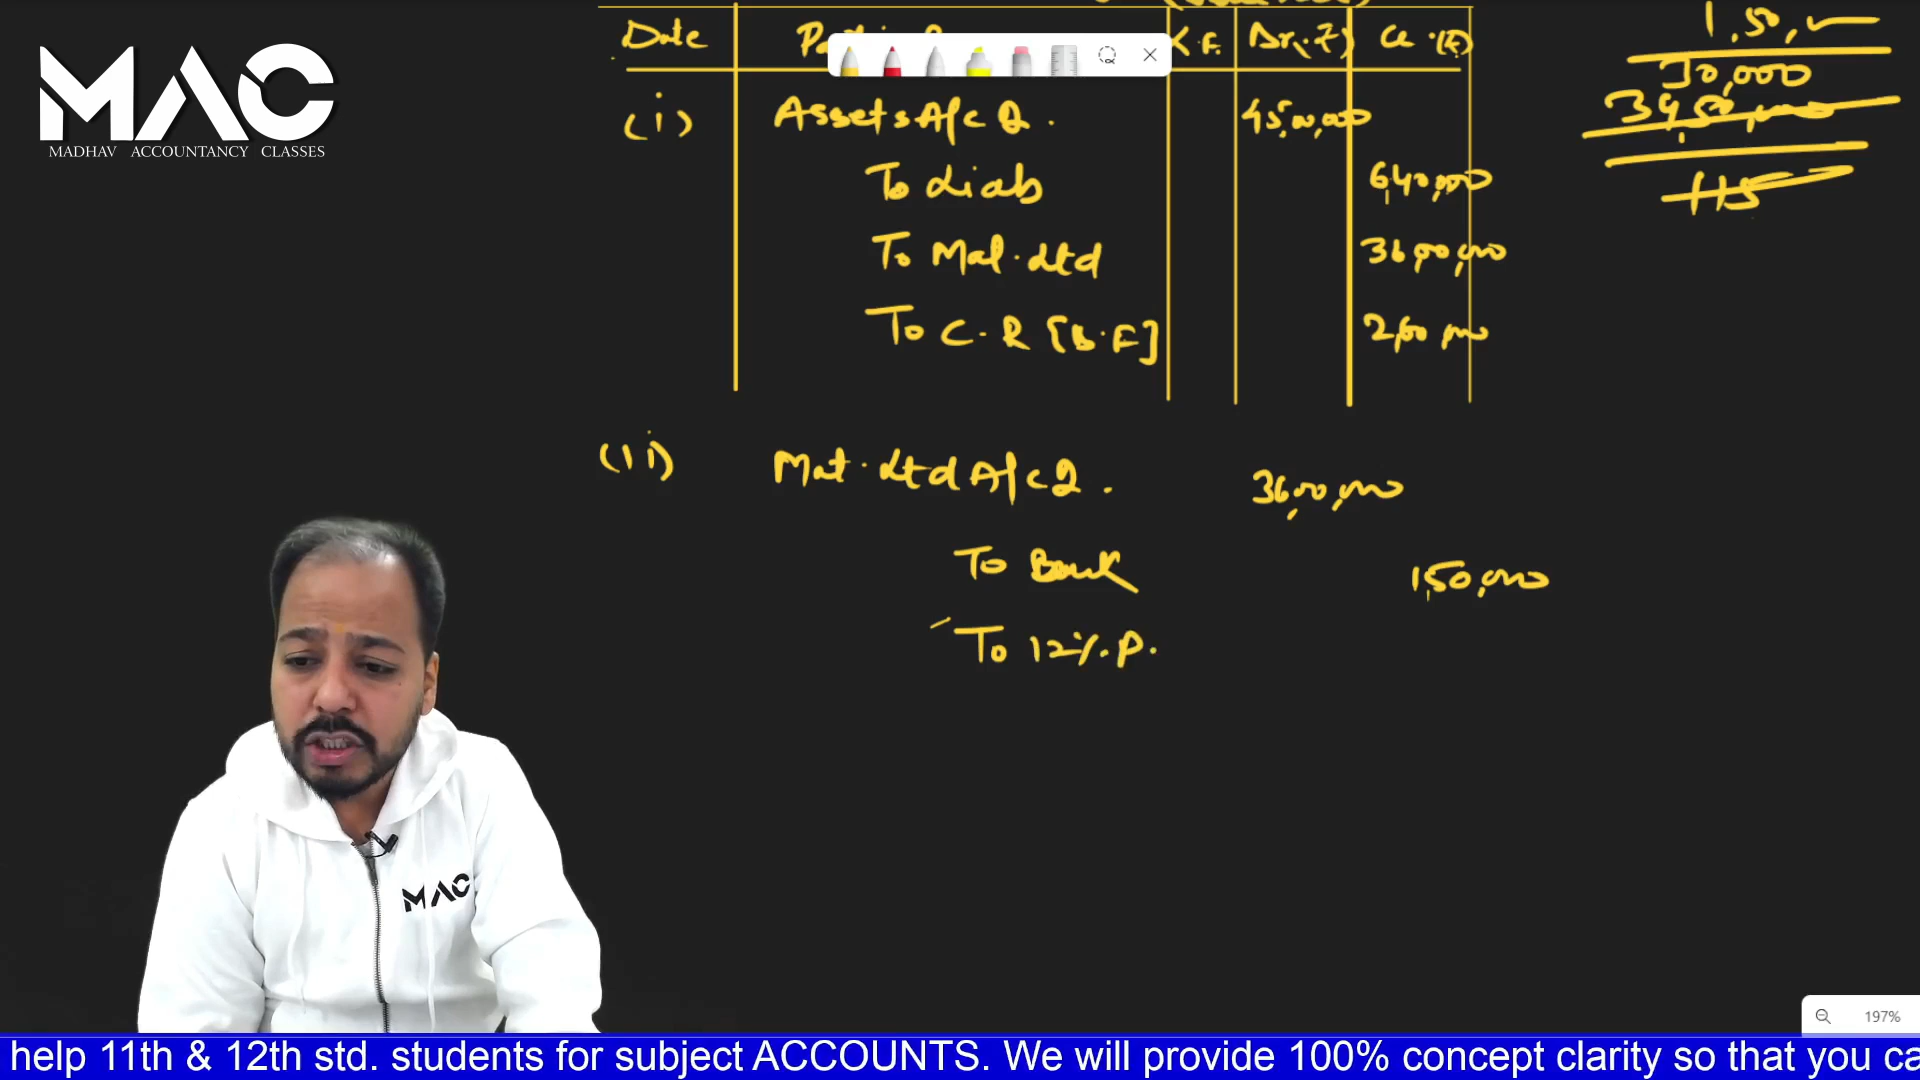 MAC
MADHAV ACCOUNTANCY CLASSES
Date
L.F. Dr.(₹) Cr.(₹)
(i) Assets A/c Dr. 45,00,000
To Liab 6,40,000
To Mal. Ltd 36,00,000
To C.R [B.F] 2,60,000
(ii) Mal. Ltd A/c Dr. 36,00,000
To Bank 1,50,000
To 12%.P.
1,50,
30,000
115
MAC
197%
help 11th & 12th std. students for subject ACCOUNTS. We will provide 100% concept clarity so that you ca